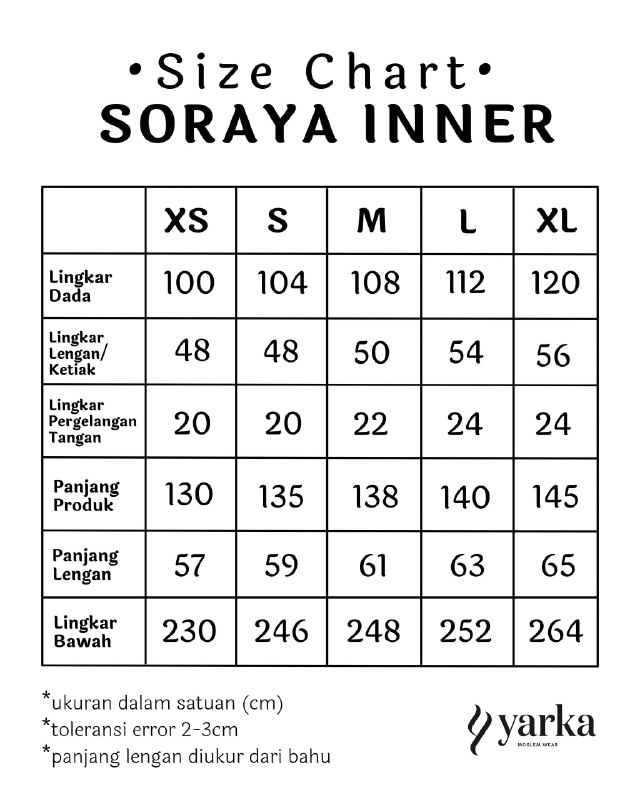 •Size Chart•
SORAYA INNER
XS S M L XL
Lingkar
Dada
100 104 108 112 120
Lingkar
Lengan/
Ketiak
48 48 50 54 56
Lingkar
Pergelangan
Tangan
20 20 22 24 24
Panjang
Produk
130 135 138 140 145
Panjang
Lengan
57 59 61 63 65
Lingkar
Bawah
230 246 248 252 264
*ukuran dalam satuan (cm)
*toleransi error 2-3cm
*panjang lengan diukur dari bahu
yarka
MOSLEM WEAR